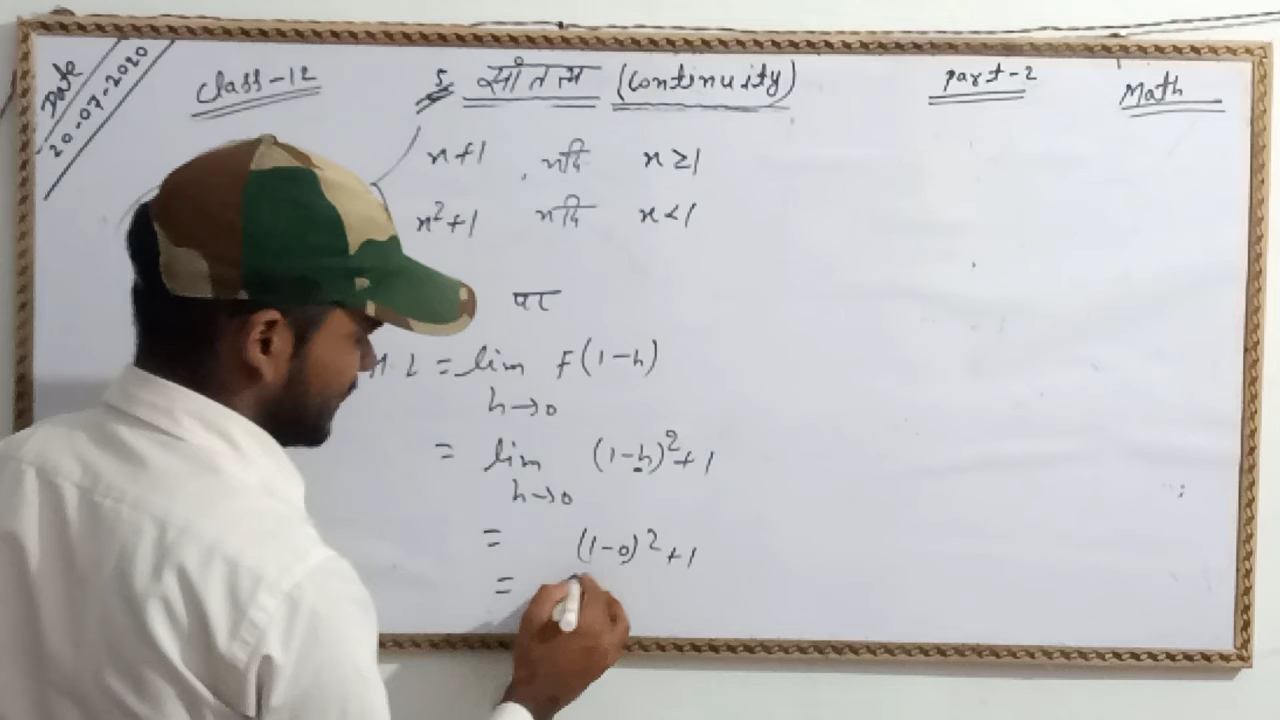 Date
20-07-2020
Class-12 5. सांतत्य (Continuity) part-2 Math
x+1 यदि x≥1
x²+1 यदि x<1
पर
L = lim F(1-h)
h→0
= lim (1-h)²+1
h→0
= (1-0)²+1
=